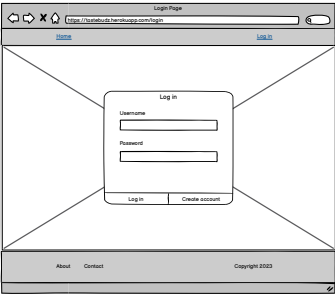 Login Page
https://tastebudz.herokuapp.com/login
Home Log in
Log in
Username
Password
Log in Create account
About Contact Copyright 2023